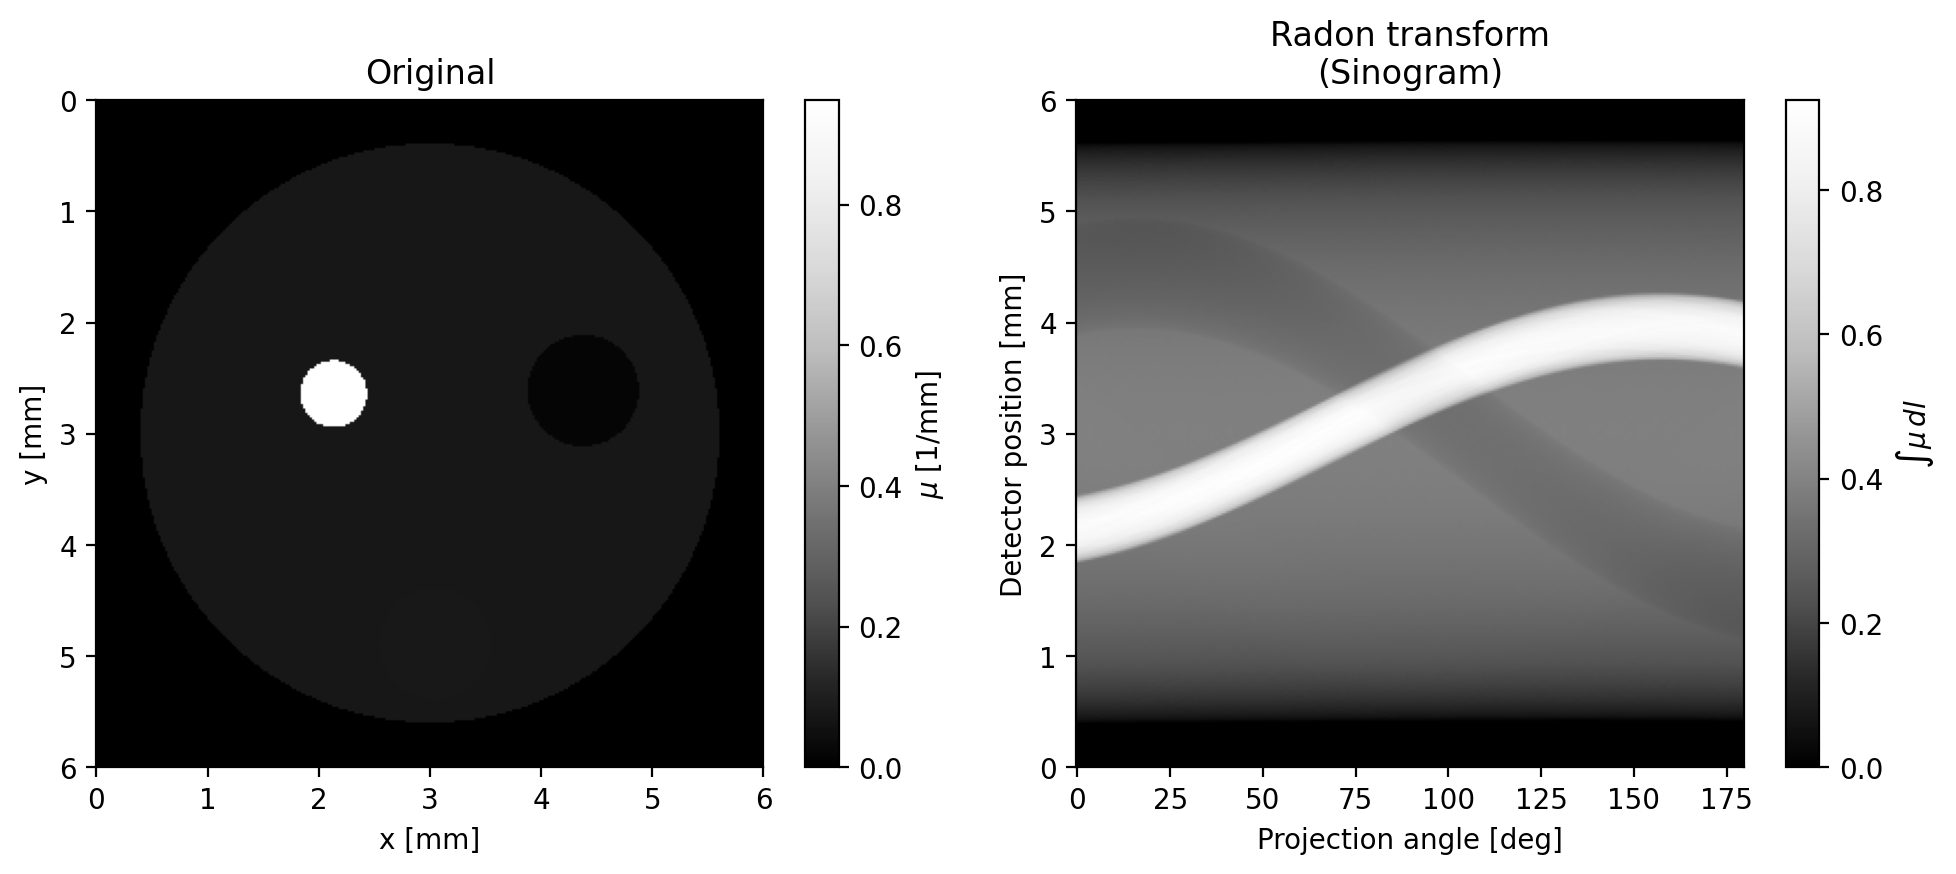 Original
0
1
2
3
4
5
6
y [mm]
0 1 2 3 4 5 6
x [mm]
0.8
0.6
0.4
0.2
0.0
μ [1/mm]
Radon transform
(Sinogram)
6
5
4
3
2
1
0
Detector position [mm]
0 25 50 75 100 125 150 175
Projection angle [deg]
0.8
0.6
0.4
0.2
0.0
∫ μ dl